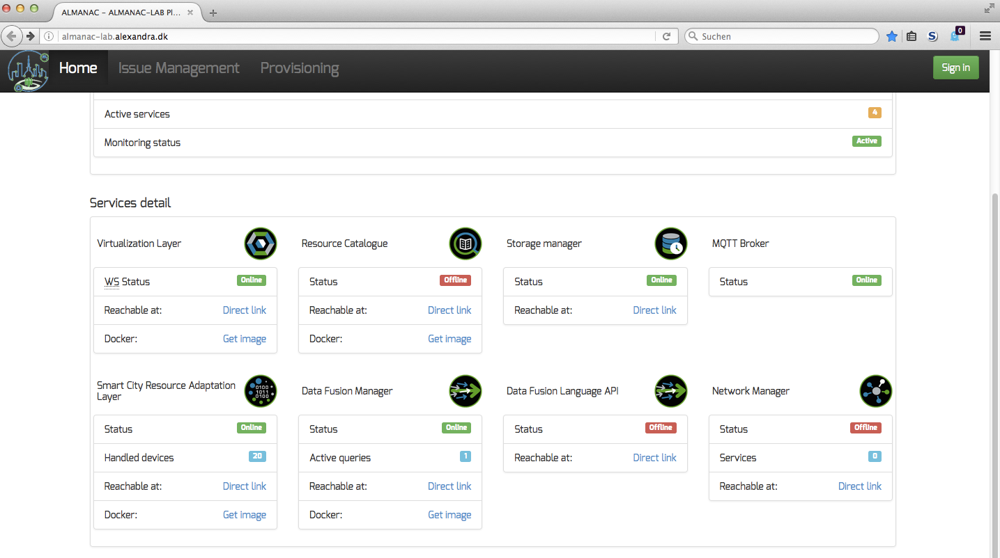 ALMANAC - ALMANAC-LAB Pl...
almanac-lab.alexandra.dk
Suchen
S
0
Home Issue Management Provisioning Sign in
Active services 4
Monitoring status Active
Services detail
Virtualization Layer
WS Status Online
Reachable at: Direct link
Docker: Get image
Resource Catalogue
Status Offline
Reachable at: Direct link
Docker: Get image
Storage manager
Status Online
Reachable at: Direct link
MQTT Broker
Status Online
Smart City Resource Adaptation
Layer
0100
1011
0100
Status Online
Handled devices 20
Reachable at: Direct link
Docker: Get image
Data Fusion Manager
Status Online
Active queries 1
Reachable at: Direct link
Docker: Get image
Data Fusion Language API
Status Offline
Reachable at: Direct link
Network Manager
Status Offline
Services 0
Reachable at: Direct link